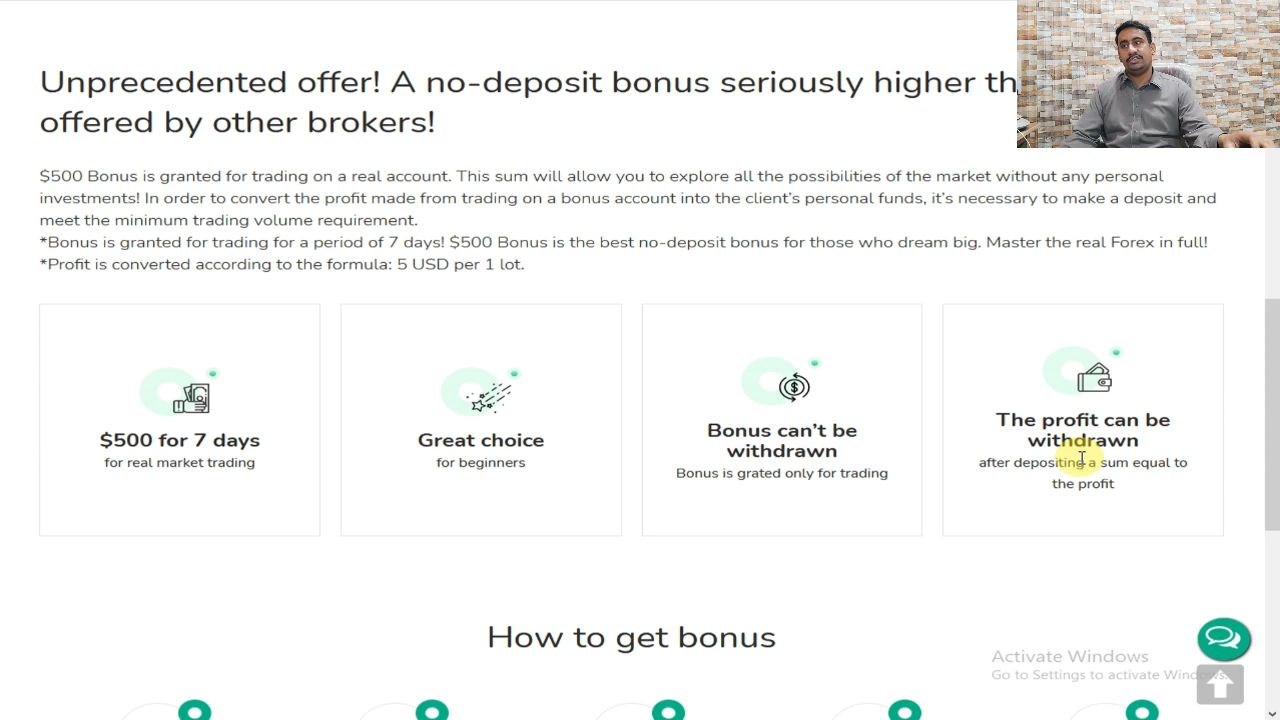 Unprecedented offer! A no-deposit bonus seriously higher
offered by other brokers!
$500 Bonus is granted for trading on a real account. This sum will allow you to explore all the possibilities of the market without any personal
investments! In order to convert the profit made from trading on a bonus account into the client's personal funds, it's necessary to make a deposit and
meet the minimum trading volume requirement.
*Bonus is granted for trading for a period of 7 days! $500 Bonus is the best no-deposit bonus for those who dream big. Master the real Forex in full!
*Profit is converted according to the formula: 5 USD per 1 lot.
$500 for 7 days
for real market trading
Great choice
for beginners
Bonus can't be
withdrawn
Bonus is grated only for trading
The profit can be
withdrawn
after depositing a sum equal to
the profit
How to get bonus
Activate Windows
Go to Settings to activate Windows.